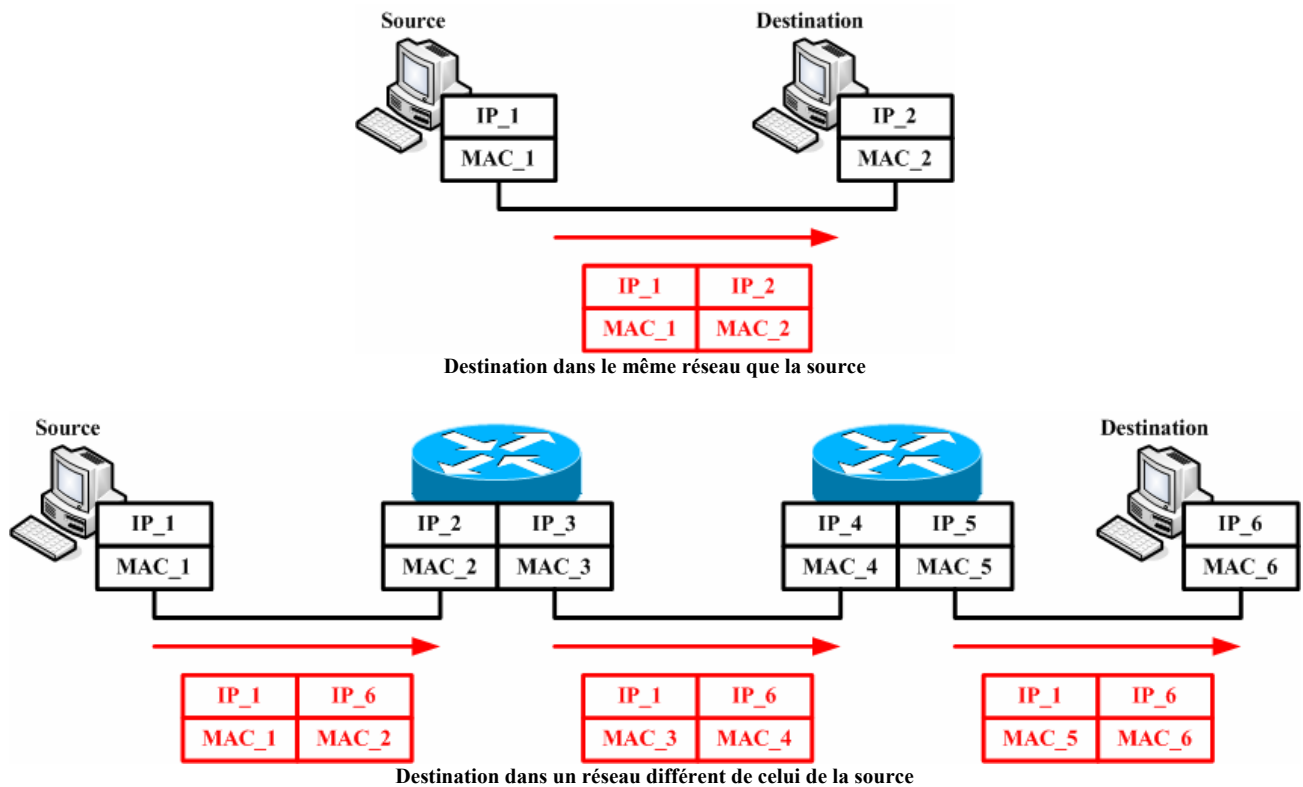 Source Destination
IP_1 IP_2
MAC_1 MAC_2
IP_1 IP_2
MAC_1 MAC_2
Destination dans le même réseau que la source
Source Destination
IP_1 IP_2 IP_3 IP_4 IP_5 IP_6
MAC_1 MAC_2 MAC_3 MAC_4 MAC_5 MAC_6
IP_1 IP_6 IP_1 IP_6 IP_1 IP_6
MAC_1 MAC_2 MAC_3 MAC_4 MAC_5 MAC_6
Destination dans un réseau différent de celui de la source